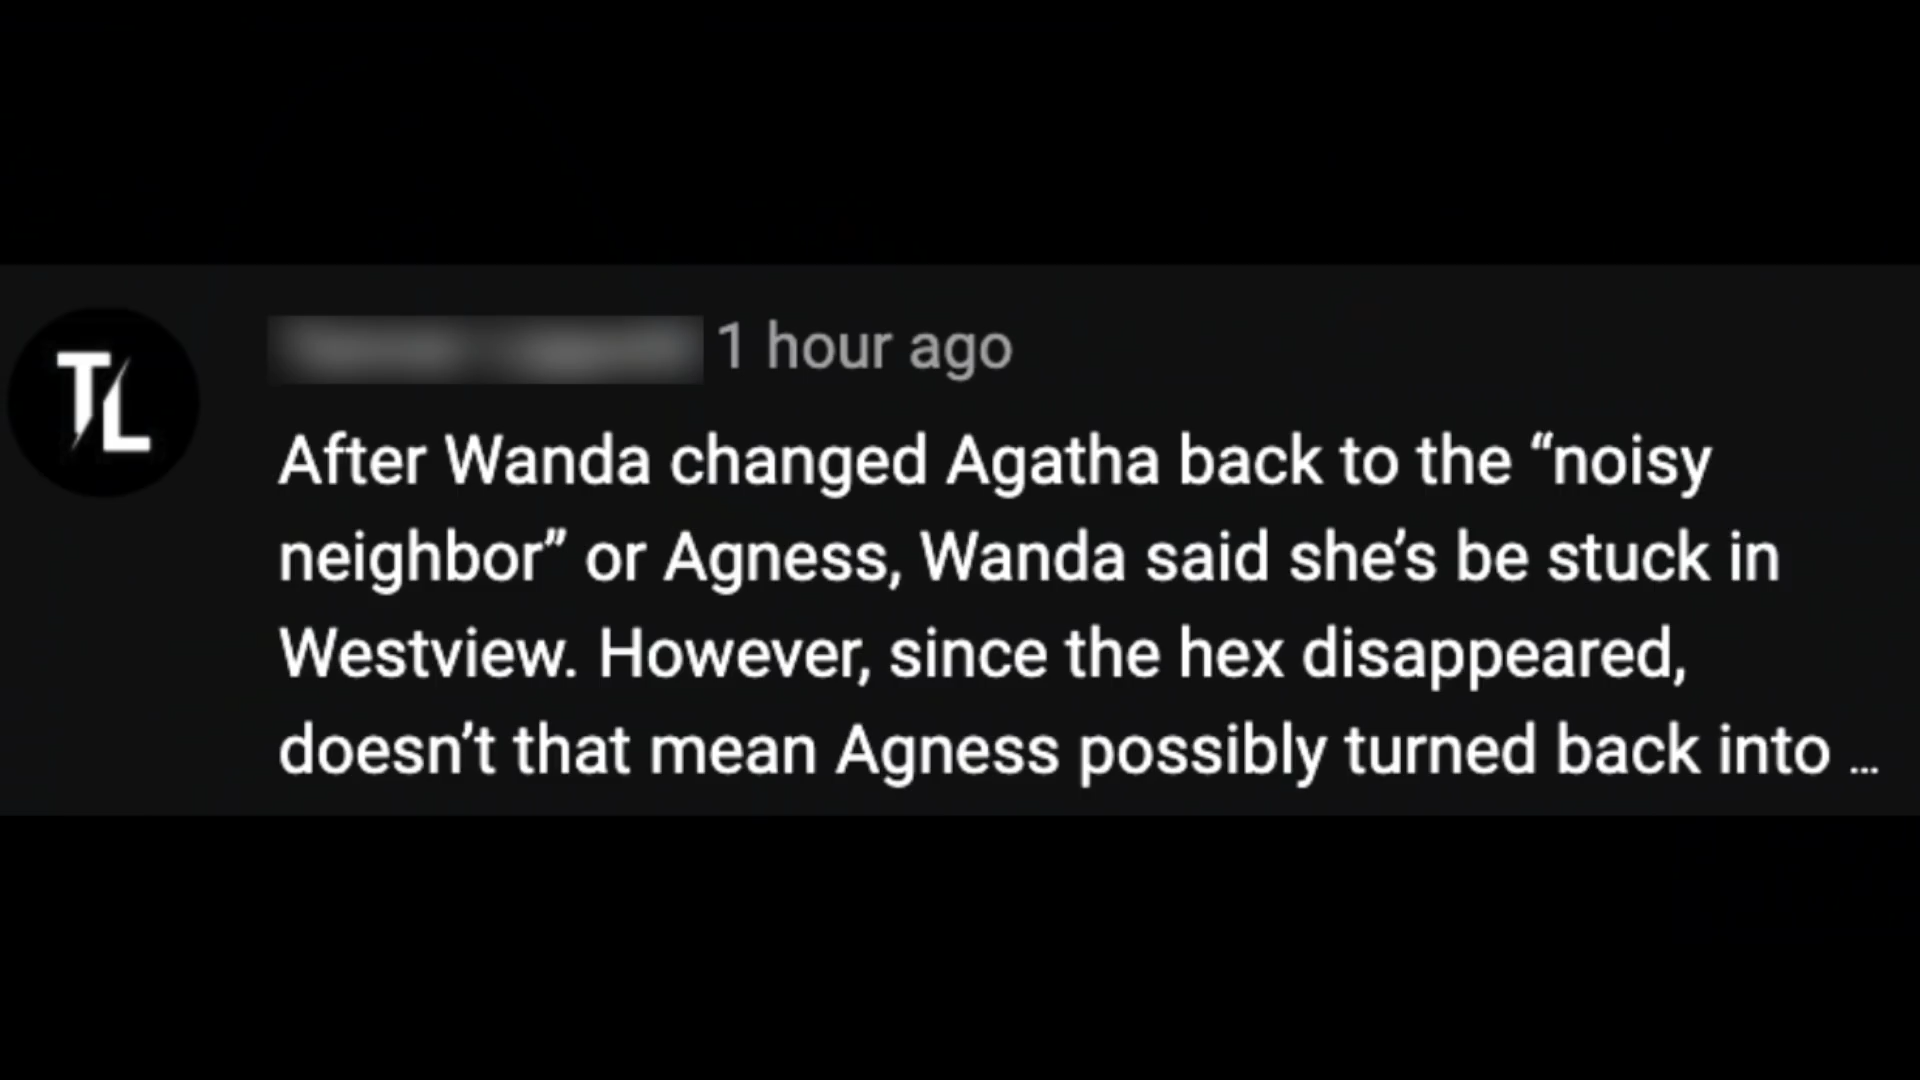 TL
1 hour ago
After Wanda changed Agatha back to the “noisy
neighbor” or Agness, Wanda said she’s be stuck in
Westview. However, since the hex disappeared,
doesn’t that mean Agness possibly turned back into ...